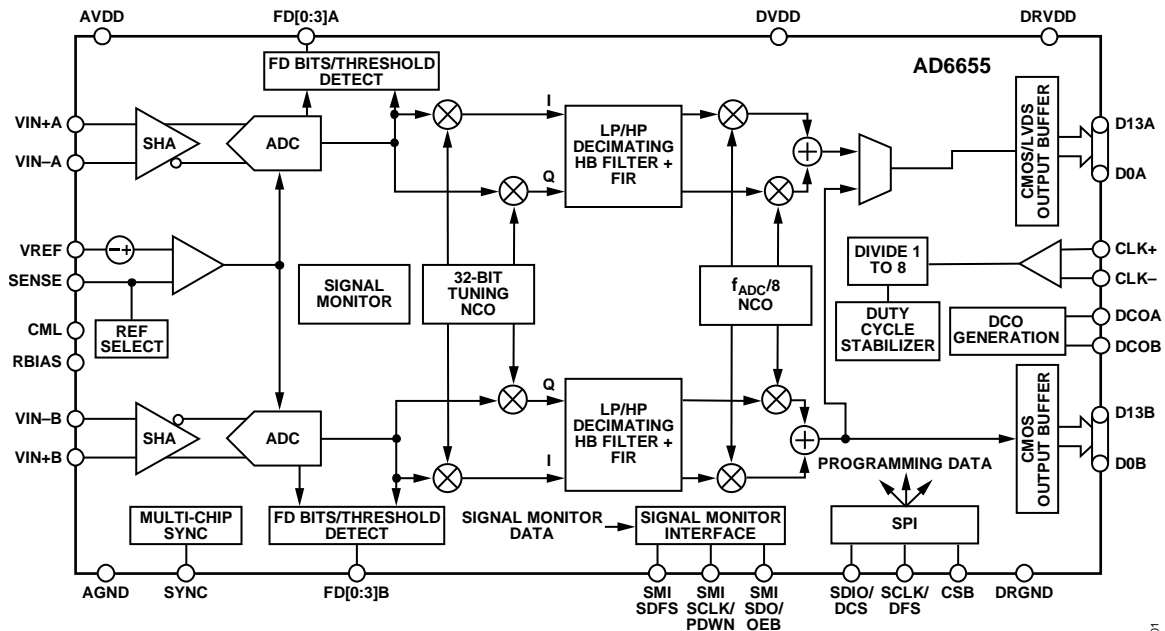 AVDD
FD[0:3]A
DVDD
DRVDD
FD BITS/THRESHOLD
DETECT
AD6655
VIN+A
VIN–A
SHA
ADC
I
Q
LP/HP
DECIMATING
HB FILTER +
FIR
CMOS/LVDS
OUTPUT BUFFER
D13A
D0A
VREF
SENSE
CML
RBIAS
REF
SELECT
SIGNAL
MONITOR
32-BIT
TUNING
NCO
fADC/8
NCO
DIVIDE 1
TO 8
DUTY
CYCLE
STABILIZER
DCO
GENERATION
CLK+
CLK–
DCOA
DCOB
VIN–B
VIN+B
SHA
ADC
Q
I
LP/HP
DECIMATING
HB FILTER +
FIR
CMOS
OUTPUT BUFFER
D13B
D0B
PROGRAMMING DATA
MULTI-CHIP
SYNC
FD BITS/THRESHOLD
DETECT
SIGNAL MONITOR
DATA
SIGNAL MONITOR
INTERFACE
SPI
AGND
SYNC
FD[0:3]B
SMI
SDFS
SMI
SCLK/
PDWN
SMI
SDO/
OEB
SDIO/
DCS
SCLK/
DFS
CSB
DRGND